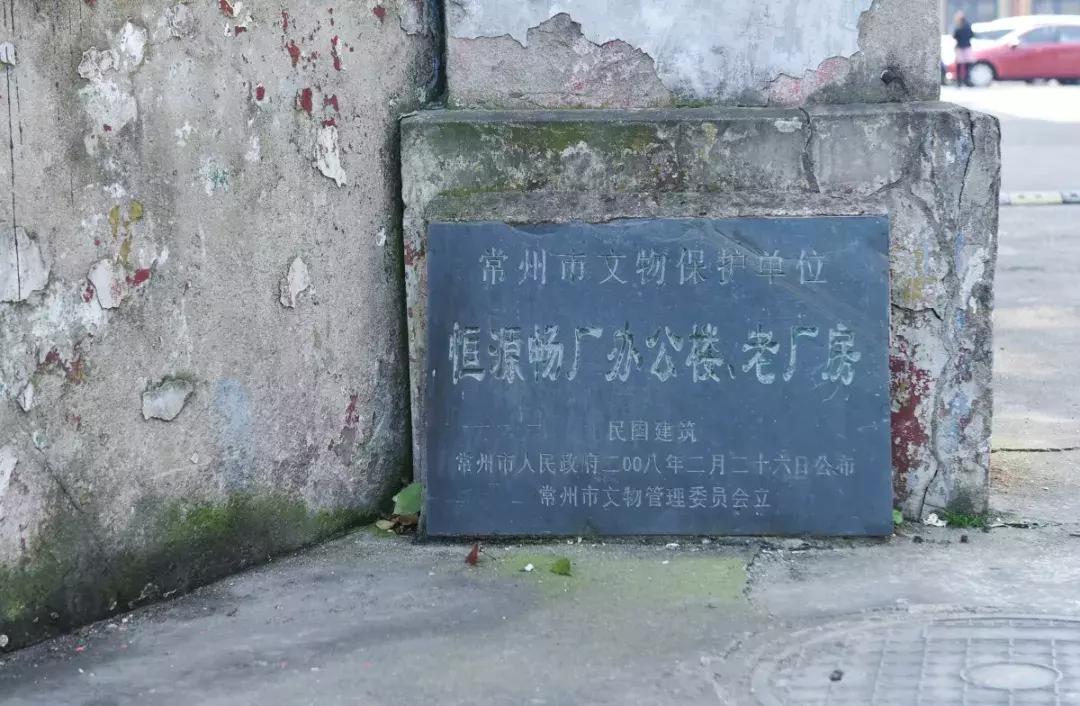 常州市文物保护单位
恒源畅厂办公楼、老厂房
民国建筑
常州市人民政府二〇〇八年二月二十六日公布
常州市文物管理委员会立